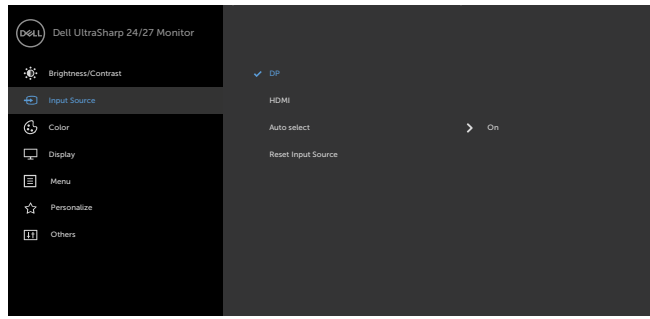 DELL Dell UltraSharp 24/27 Monitor
Brightness/Contrast
DP
Input Source
HDMI
Color
Auto select
On
Display
Reset Input Source
Menu
Personalize
Others